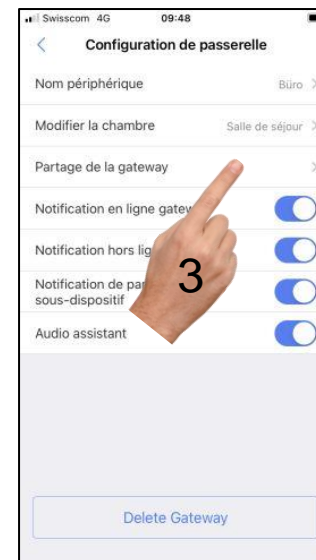 Swisscom 4G 09:48
Configuration de passerelle
Nom périphérique Büro
Modifier la chambre Salle de séjour
Partage de la gateway
Notification en ligne gatew
Notification hors lig
3
Notification de pa
sous-dispositif
Audio assistant
Delete Gateway